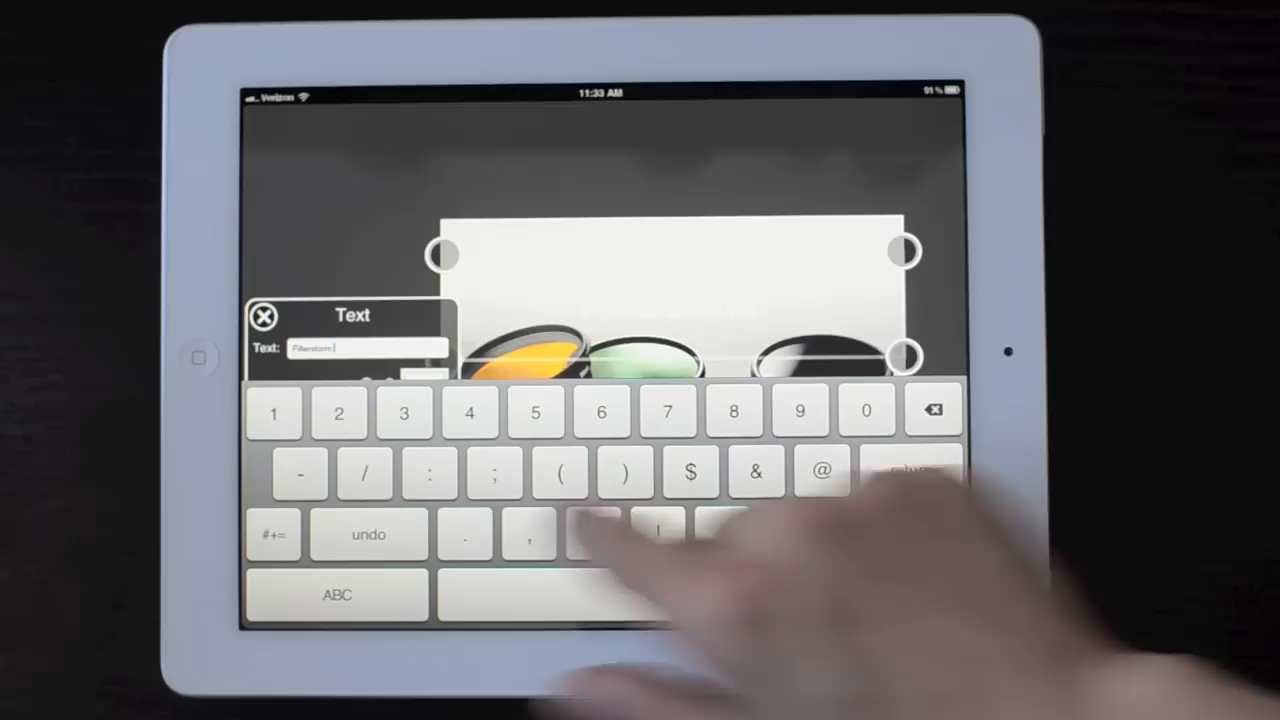 Verizon 11:33 AM 91%
Text
Text: Filterstorm:
1 2 3 4 5 6 7 8 9 0
- / : ; ( ) $ & @ return
#+= undo . , !
ABC